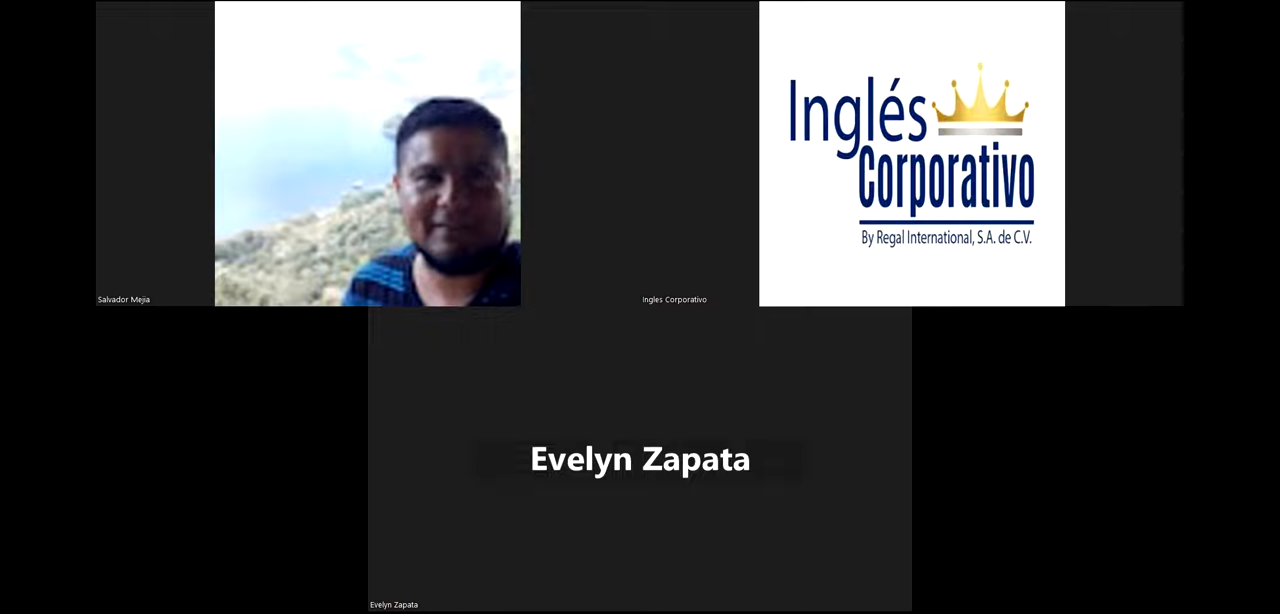 Inglés
Corporativo
By Regal International, S.A. de C.V.
Salvador Mejia
Ingles Corporativo
Evelyn Zapata
Evelyn Zapata